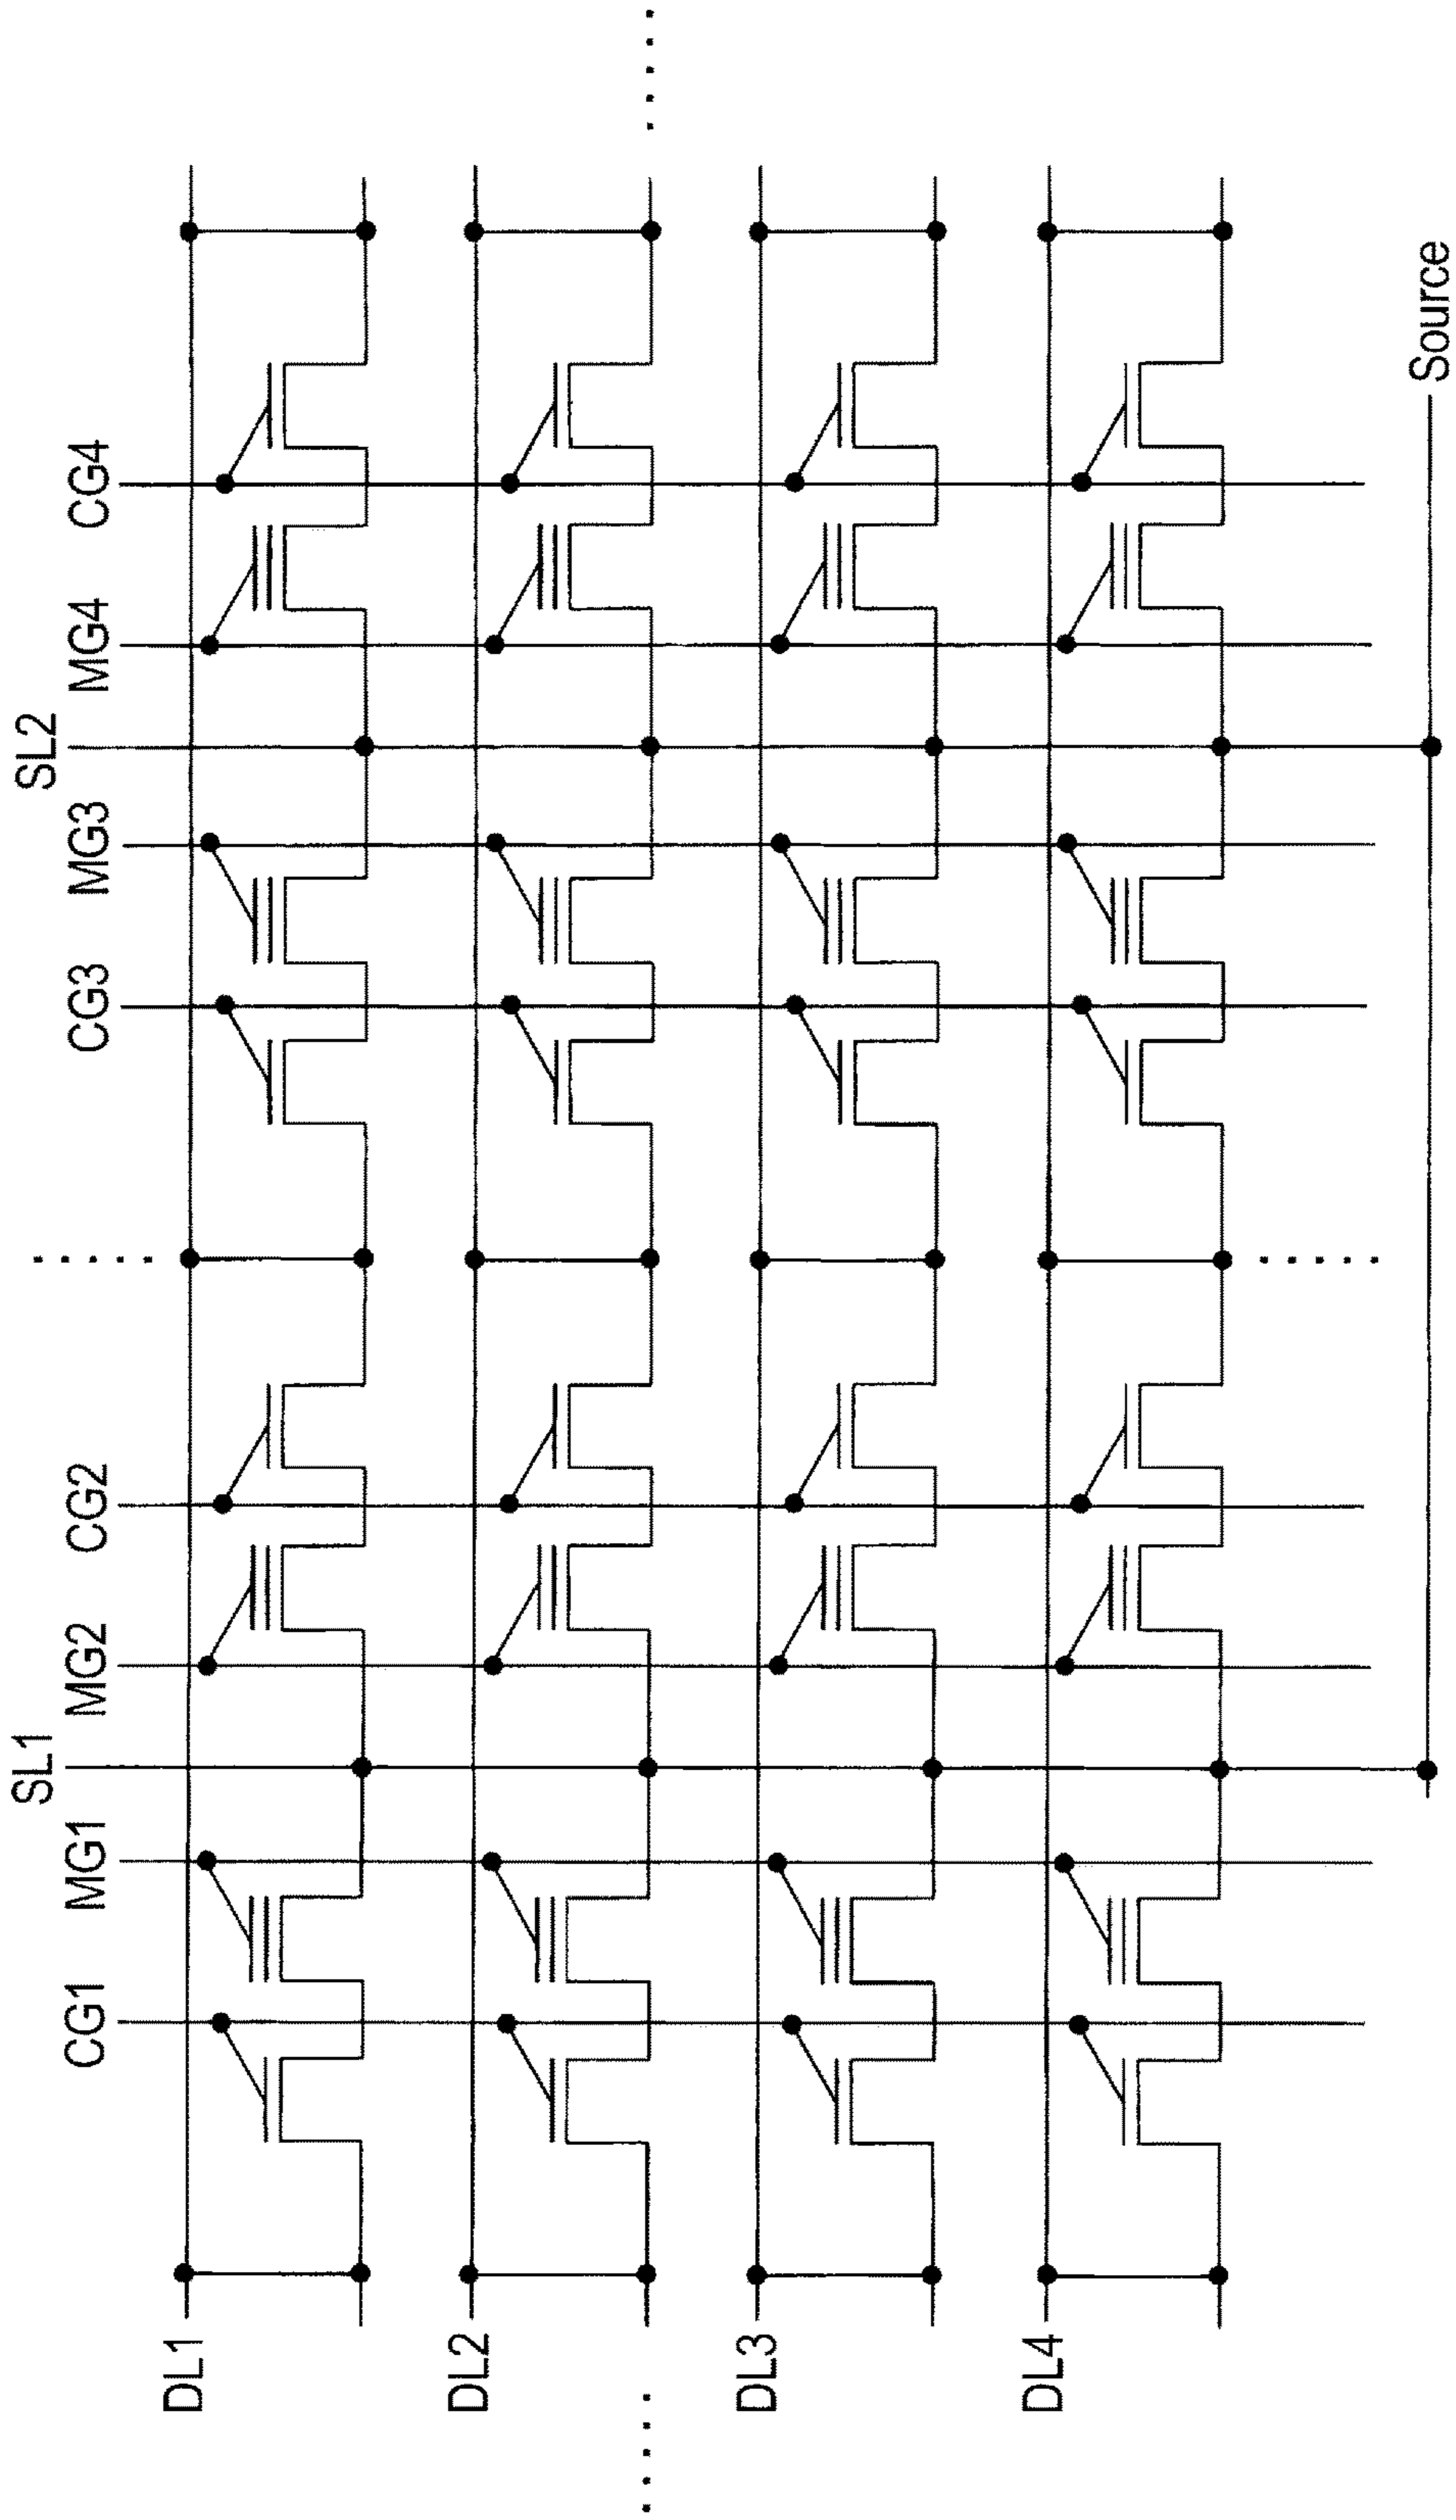 CG1 MG1 SL1 MG2 CG2 CG3 MG3 SL2 MG4 CG4
DL1
DL2
DL3
DL4
Source